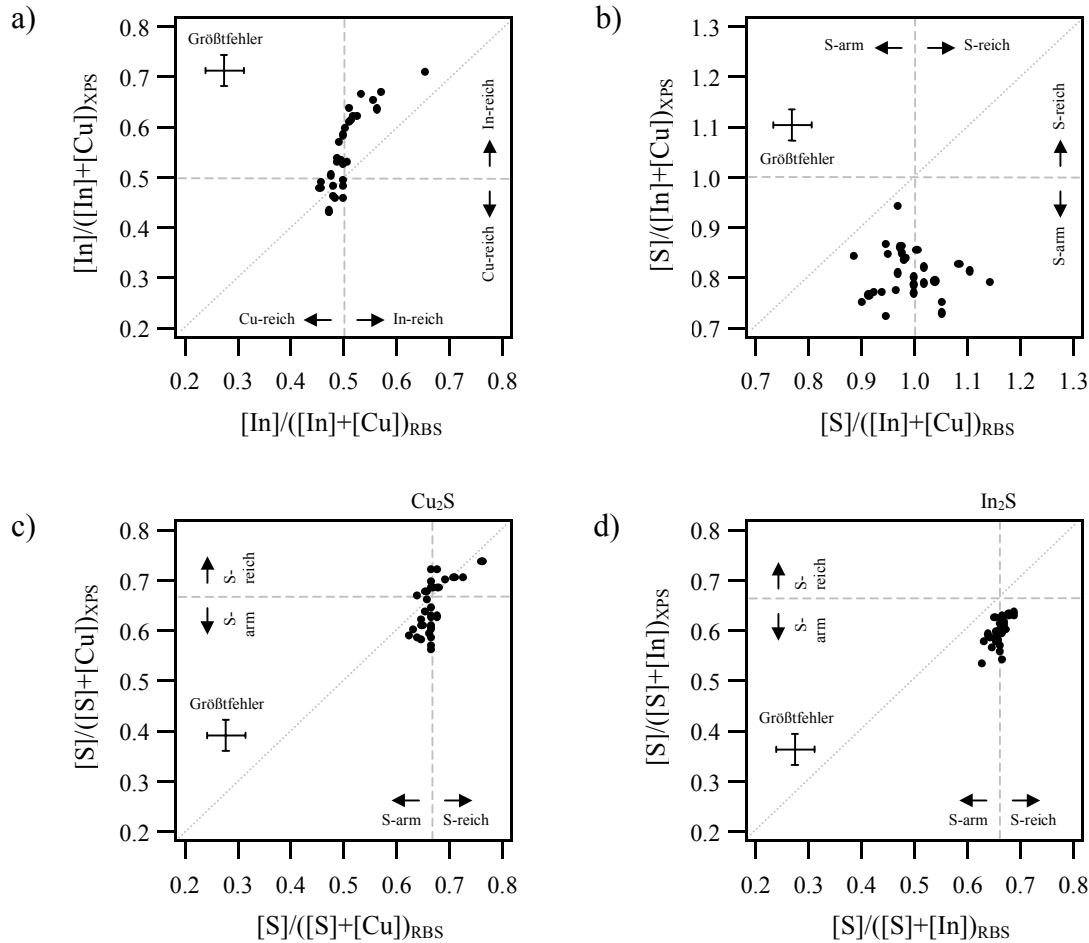 a)
0.8
0.7
0.6
0.5
0.4
0.3
0.2
[In]/([In]+[Cu])XPS
Größtfehler
In-reich
Cu-reich
Cu-reich
In-reich
0.2 0.3 0.4 0.5 0.6 0.7 0.8
[In]/([In]+[Cu])RBS
b)
1.3
1.2
1.1
1.0
0.9
0.8
0.7
[S]/([In]+[Cu])XPS
S-arm
S-reich
Größtfehler
S-reich
S-arm
0.7 0.8 0.9 1.0 1.1 1.2 1.3
[S]/([In]+[Cu])RBS
c)
Cu₂S
0.8
0.7
0.6
0.5
0.4
0.3
0.2
[S]/([S]+[Cu])XPS
S-
reich
S-
arm
Größtfehler
S-arm
S-reich
0.2 0.3 0.4 0.5 0.6 0.7 0.8
[S]/([S]+[Cu])RBS
d)
In₂S
0.8
0.7
0.6
0.5
0.4
0.3
0.2
[S]/([S]+[In])XPS
S-
reich
S-
arm
Größtfehler
S-arm
S-reich
0.2 0.3 0.4 0.5 0.6 0.7 0.8
[S]/([S]+[In])RBS